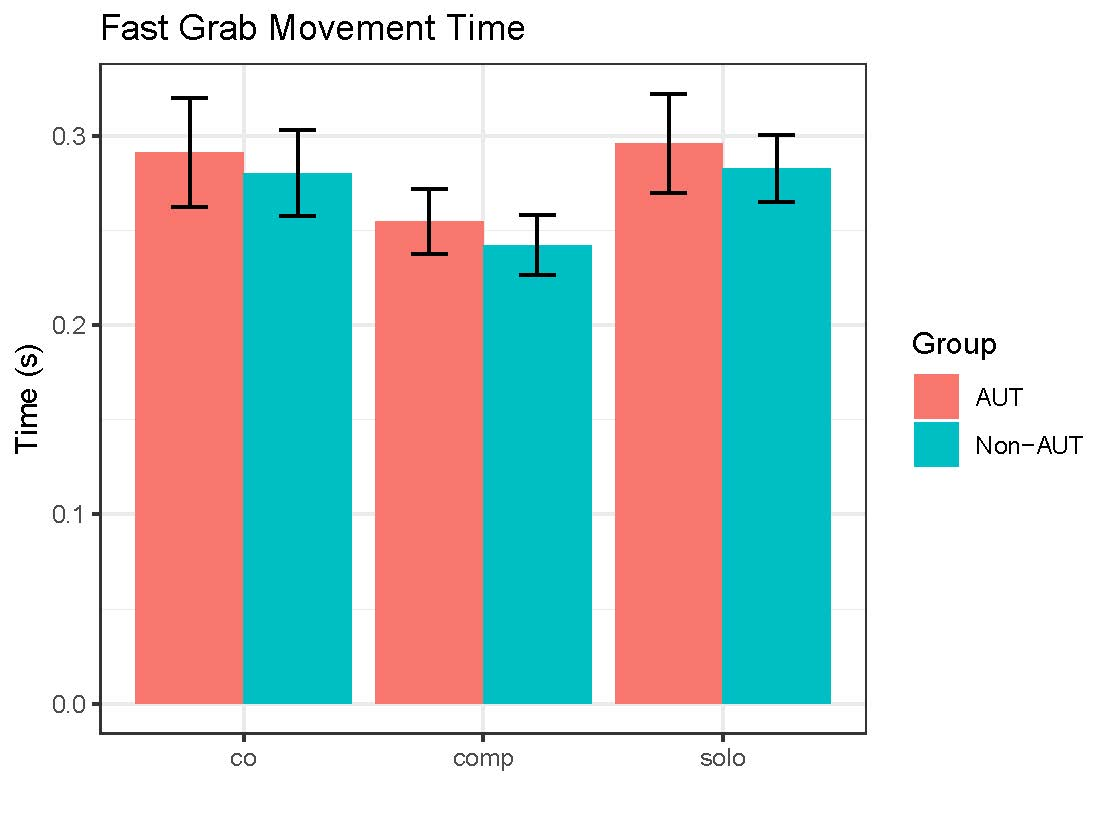 Fast Grab Movement Time
Time (s)
0.3
0.2
0.1
0.0
co
comp
solo
Group
AUT
Non-AUT